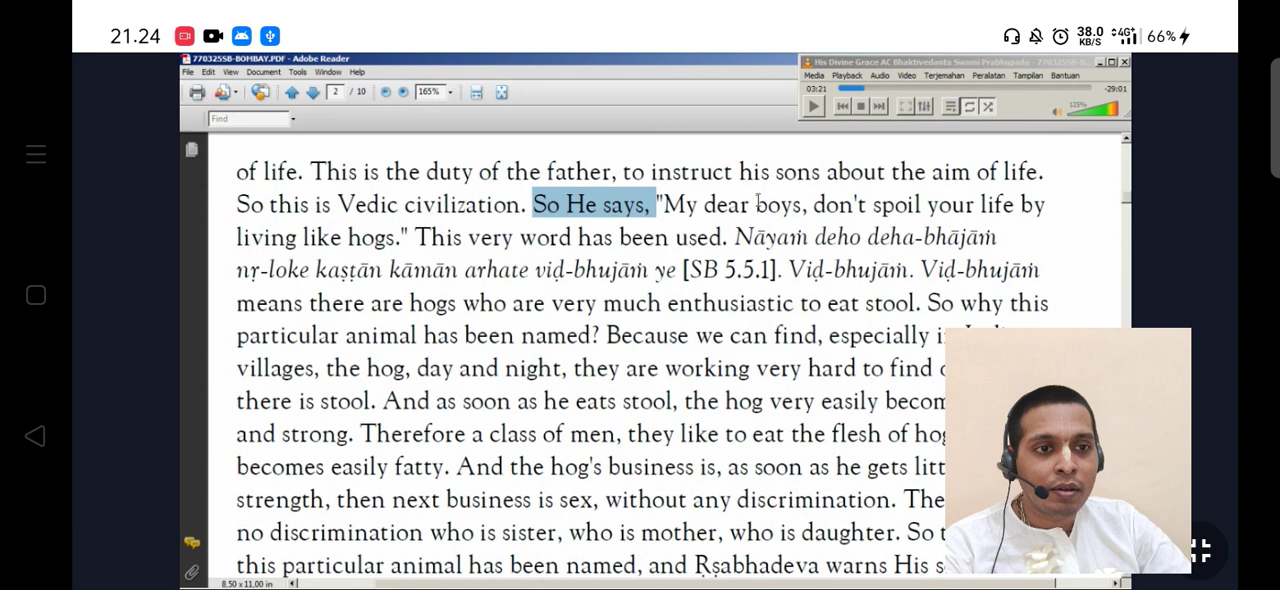 21.24
38.0 KB/S 4G+ 66%
770325SB-BOMBAY.PDF - Adobe Reader
His Divine Grace AC Bhaktivedanta Swami Prabhupada - 770325SB-B
File Edit View Document Tools Window Help
Media Playback Audio Video Terjemahan Peralatan Tampilan Bantuan
03:21 -29:01
2 / 10 165%
125%
Find
of life. This is the duty of the father, to instruct his sons about the aim of life.
So this is Vedic civilization. So He says, "My dear boys, don't spoil your life by
living like hogs." This very word has been used. Nāyaṁ deho deha-bhājāṁ
nṛ-loke kaṣṭān kāmān arhate viḍ-bhujāṁ ye [SB 5.5.1]. Viḍ-bhujāṁ. Viḍ-bhujāṁ
means there are hogs who are very much enthusiastic to eat stool. So why this
particular animal has been named? Because we can find, especially
villages, the hog, day and night, they are working very hard to find
there is stool. And as soon as he eats stool, the hog very easily becom
and strong. Therefore a class of men, they like to eat the flesh of hog
becomes easily fatty. And the hog's business is, as soon as he gets litt
strength, then next business is sex, without any discrimination. The
no discrimination who is sister, who is mother, who is daughter. So t
this particular animal has been named, and Ṛṣabhadeva warns His s
8,50 x 11,00 in